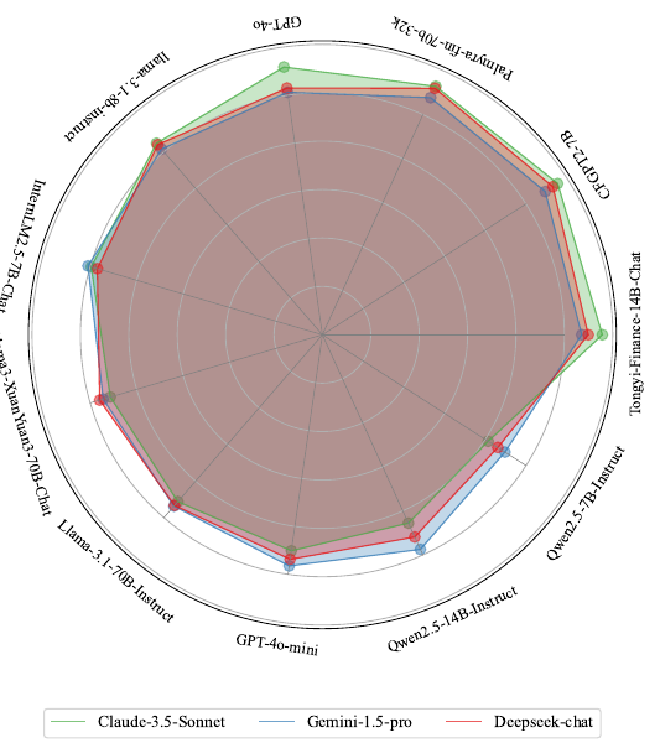 GPT-4o
Palmyra-fin-70b-32k
CFGPT2-7B
Tongyi-Finance-14B-Chat
Qwen2.5-7B-Instruct
Qwen2.5-14B-Instruct
GPT-4o-mini
Llama-3.1-70B-Instruct
XuanYuan3-70B-Chat
InternLM2.5-7B-Chat
llama-3.1-8b-instruct
Claude-3.5-Sonnet
Gemini-1.5-pro
Deepseek-chat